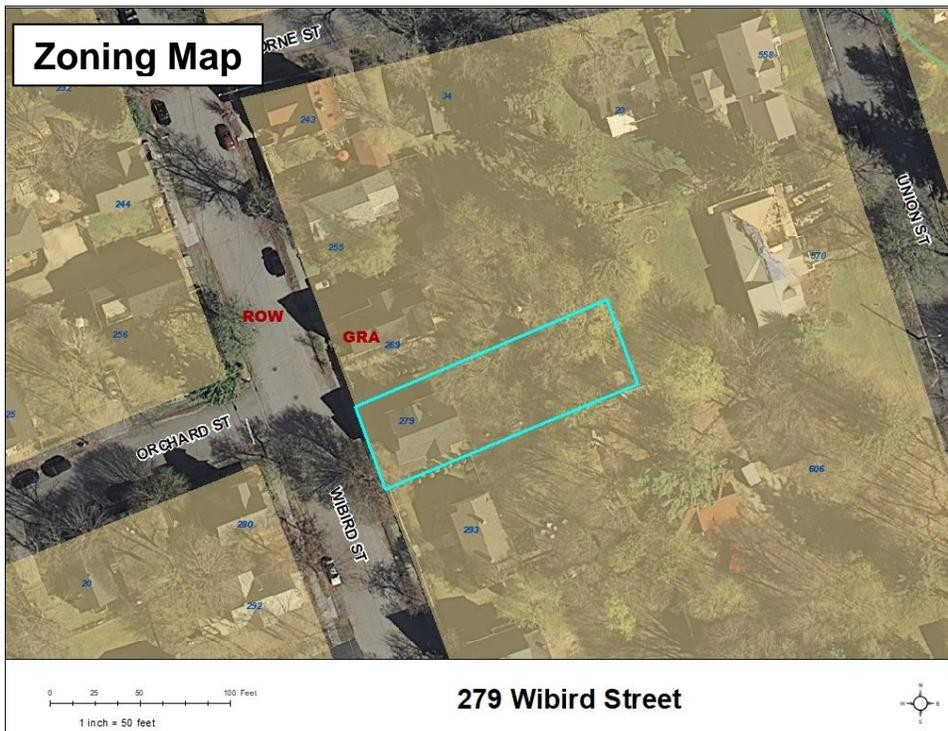 Zoning Map
ORNE ST
232
558
34
243
20
UNION ST
244
255
570
ROW
GRA
256
269
25
279
ORCHARD ST
606
WIBIRD ST
280
293
20
292
0 25 50 100 Feet
1 inch = 50 feet
279 Wibird Street
N
W E
S